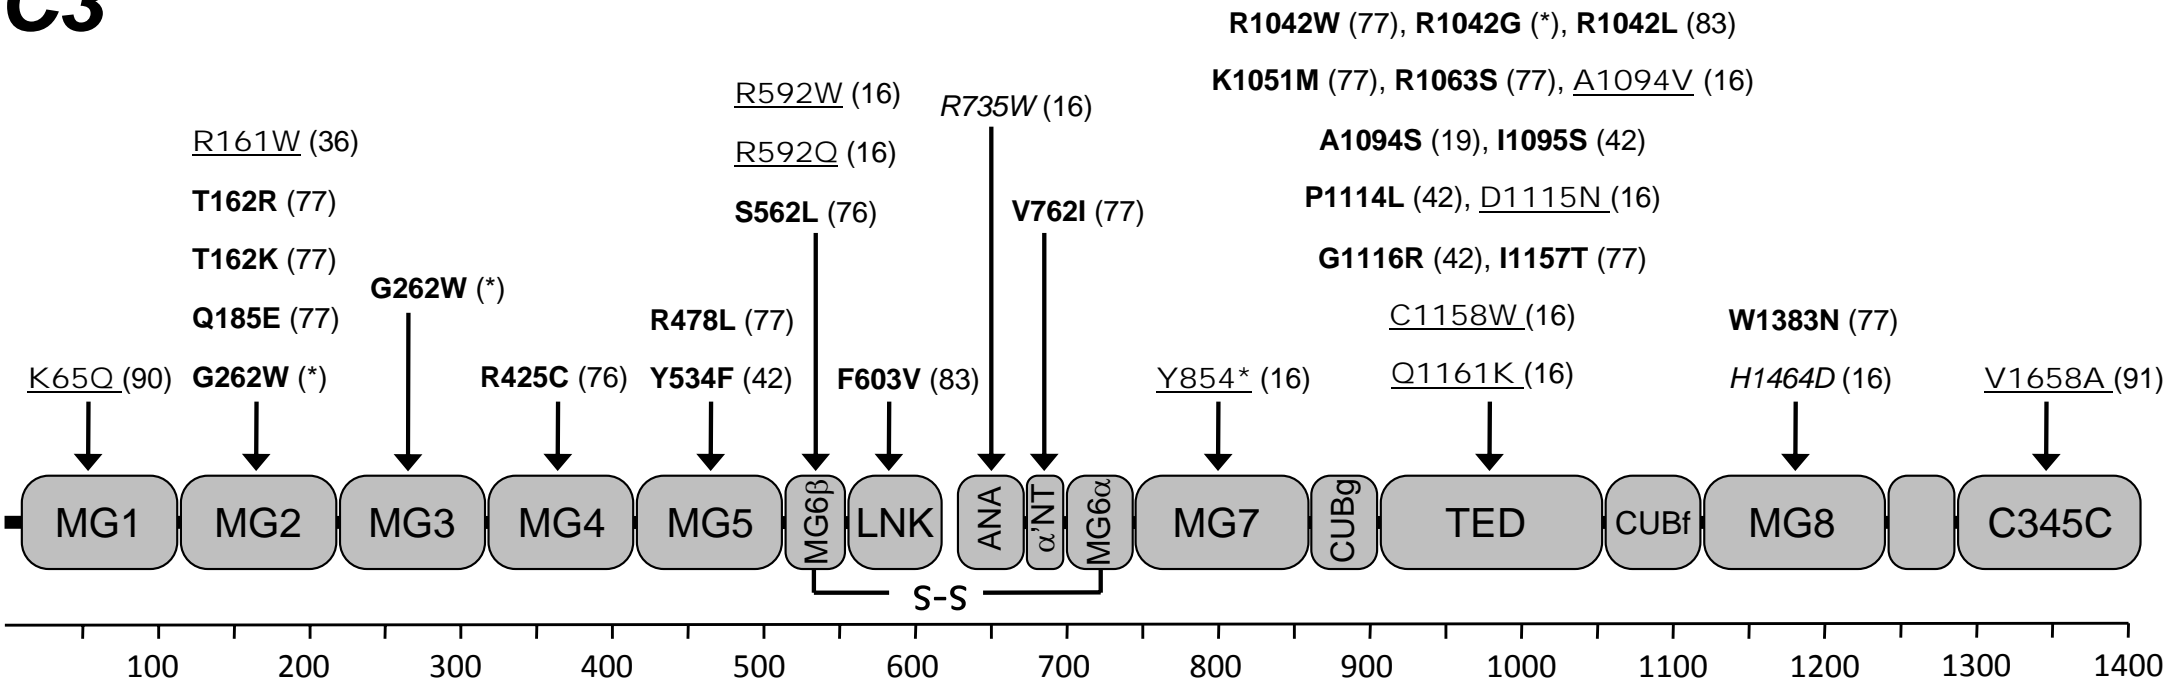 C3
R1042W (77), R1042G (*), R1042L (83)
K1051M (77), R1063S (77), A1094V (16)
A1094S (19), I1095S (42)
P1114L (42), D1115N (16)
G1116R (42), I1157T (77)
C1158W (16)
Q1161K (16)
R592W (16)
R592Q (16)
S562L (76)
R735W (16)
V762I (77)
R161W (36)
T162R (77)
T162K (77)
Q185E (77)
G262W (*)
G262W (*)
K65Q (90)
R425C (76)
R478L (77)
Y534F (42)
F603V (83)
Y854* (16)
W1383N (77)
H1464D (16)
V1658A (91)
MG1 MG2 MG3 MG4 MG5 MG6β LNK ANA α’NT MG6α MG7 CUBg TED CUBf MG8 C345C
S-S
100 200 300 400 500 600 700 800 900 1000 1100 1200 1300 1400